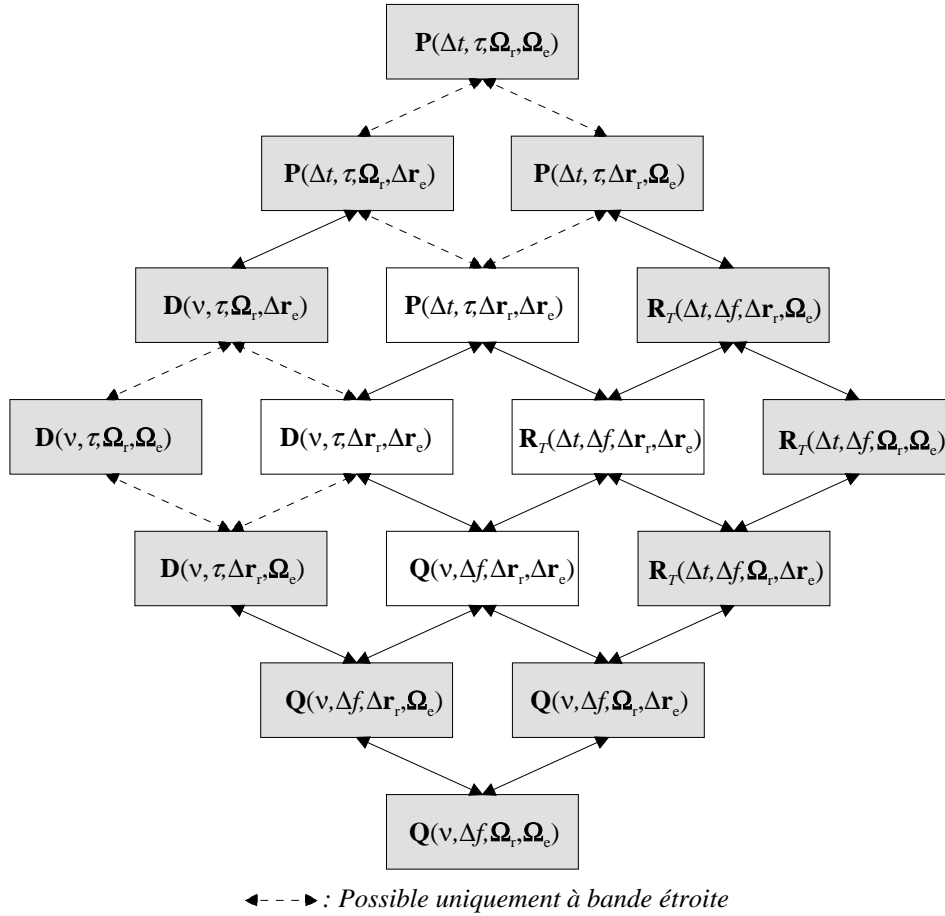 P(Δt, τ,Ωr,Ωe)
P(Δt, τ,Ωr,Δre)
P(Δt, τ,Δrr,Ωe)
D(ν, τ,Ωr,Δre)
P(Δt, τ,Δrr,Δre)
RT(Δt,Δf,Δrr,Ωe)
D(ν, τ,Ωr,Ωe)
D(ν, τ,Δrr,Δre)
RT(Δt,Δf,Δrr,Δre)
RT(Δt,Δf,Ωr,Ωe)
D(ν, τ,Δrr,Ωe)
Q(ν,Δf,Δrr,Δre)
RT(Δt,Δf,Ωr,Δre)
Q(ν,Δf,Δrr,Ωe)
Q(ν,Δf,Ωr,Δre)
Q(ν,Δf,Ωr,Ωe)
: Possible uniquement à bande étroite